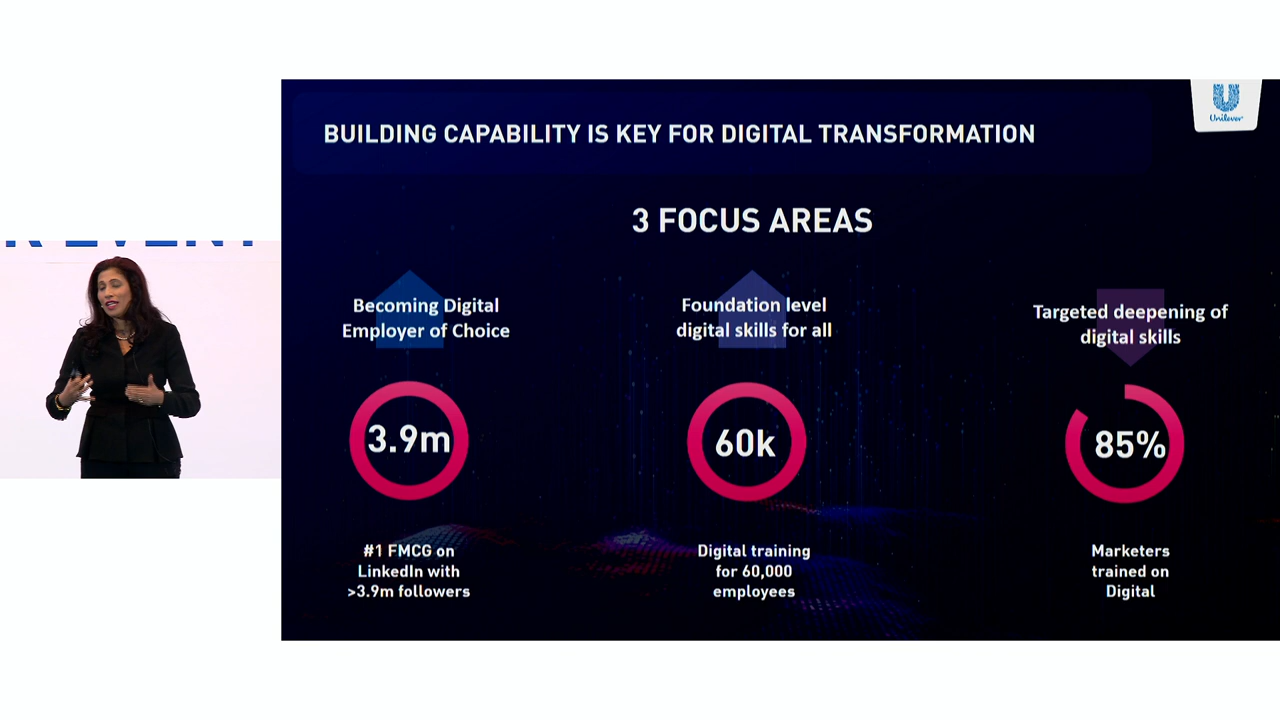 BUILDING CAPABILITY IS KEY FOR DIGITAL TRANSFORMATION
Unilever
3 FOCUS AREAS
Becoming Digital
Employer of Choice
3.9m
#1 FMCG on
LinkedIn with
>3.9m followers
Foundation level
digital skills for all
60k
Digital training
for 60,000
employees
Targeted deepening of
digital skills
85%
Marketers
trained on
Digital
EVENT